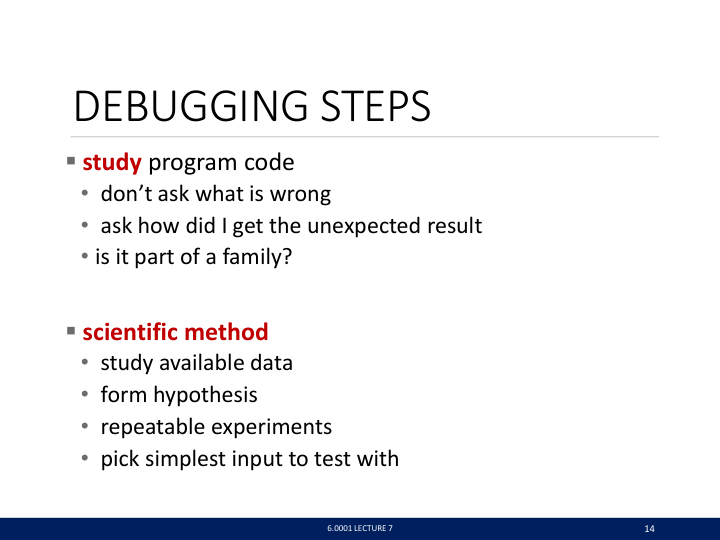 DEBUGGING STEPS
▪ study program code
• don’t ask what is wrong
• ask how did I get the unexpected result
• is it part of a family?
▪ scientific method
• study available data
• form hypothesis
• repeatable experiments
• pick simplest input to test with
6.0001 LECTURE 7
14